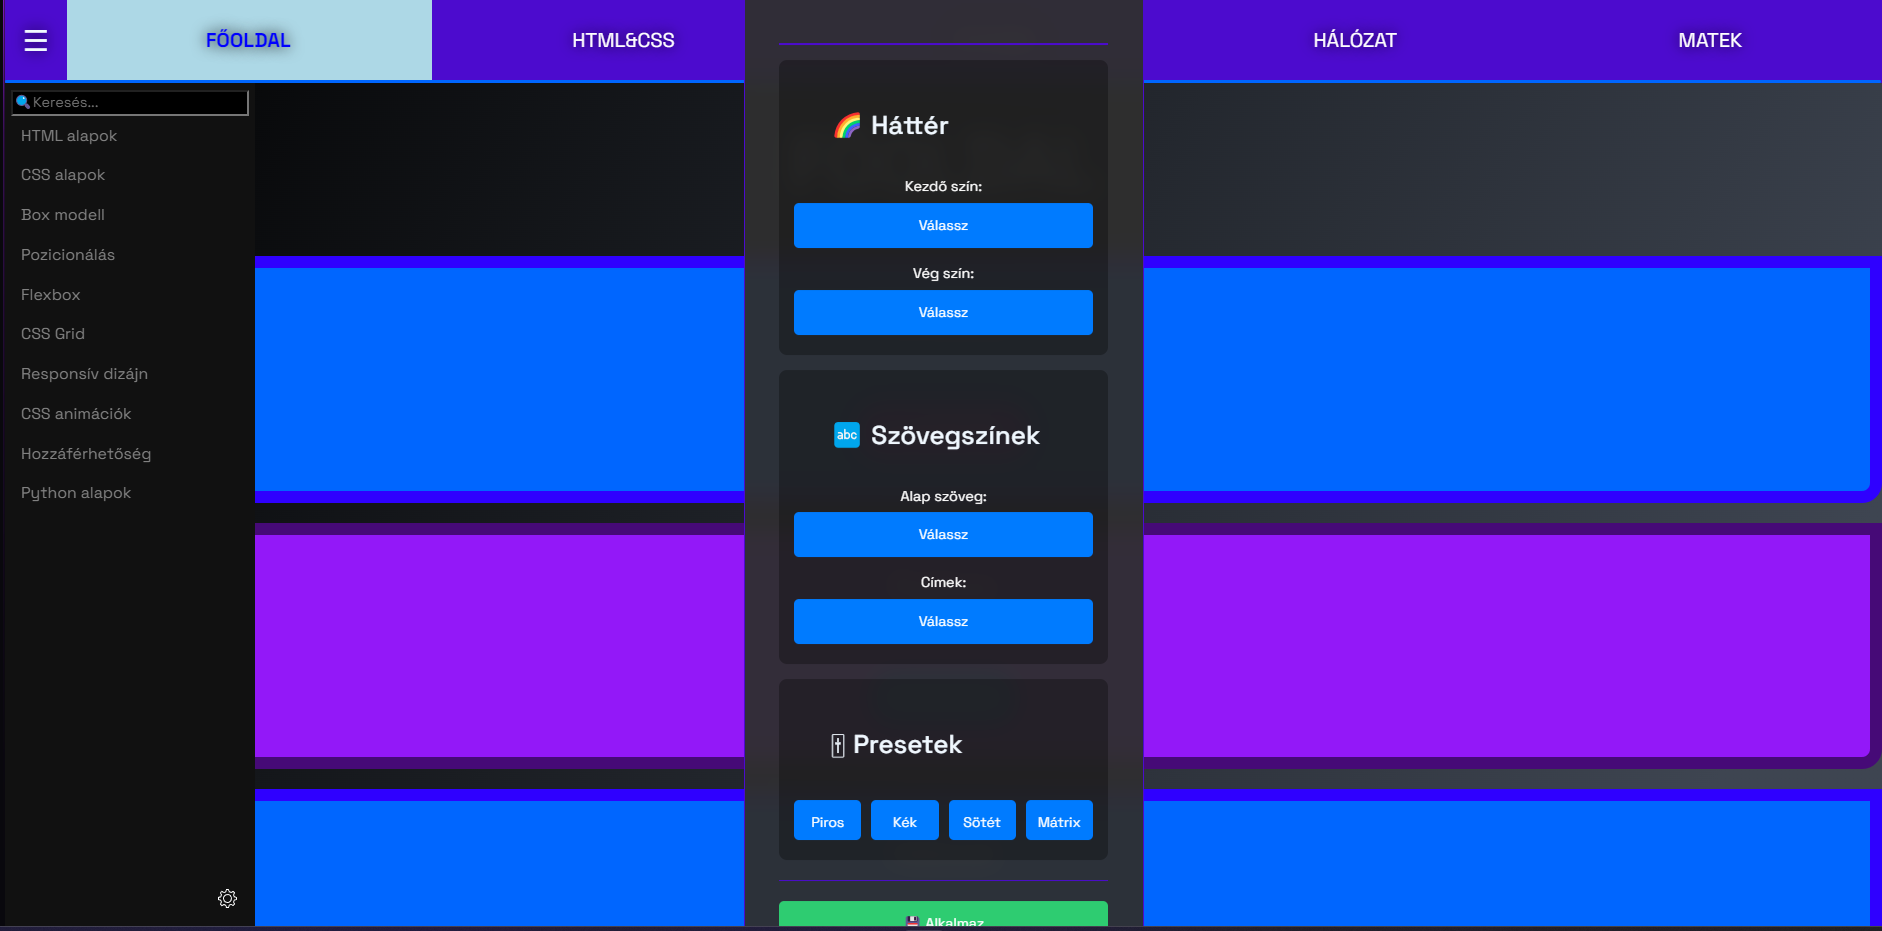 ☰ FŐOLDAL HTML&CSS HÁLÓZAT MATEK
Keresés...
HTML alapok
CSS alapok
Box modell
Pozicionálás
Flexbox
CSS Grid
Responsív dizájn
CSS animációk
Hozzáférhetőség
Python alapok
Háttér
Kezdő szín:
Válassz
Vég szín:
Válassz
abc Szövegszínek
Alap szöveg:
Válassz
Címek:
Válassz
Presetek
Piros Kék Sötét Mátrix
Alkalmaz